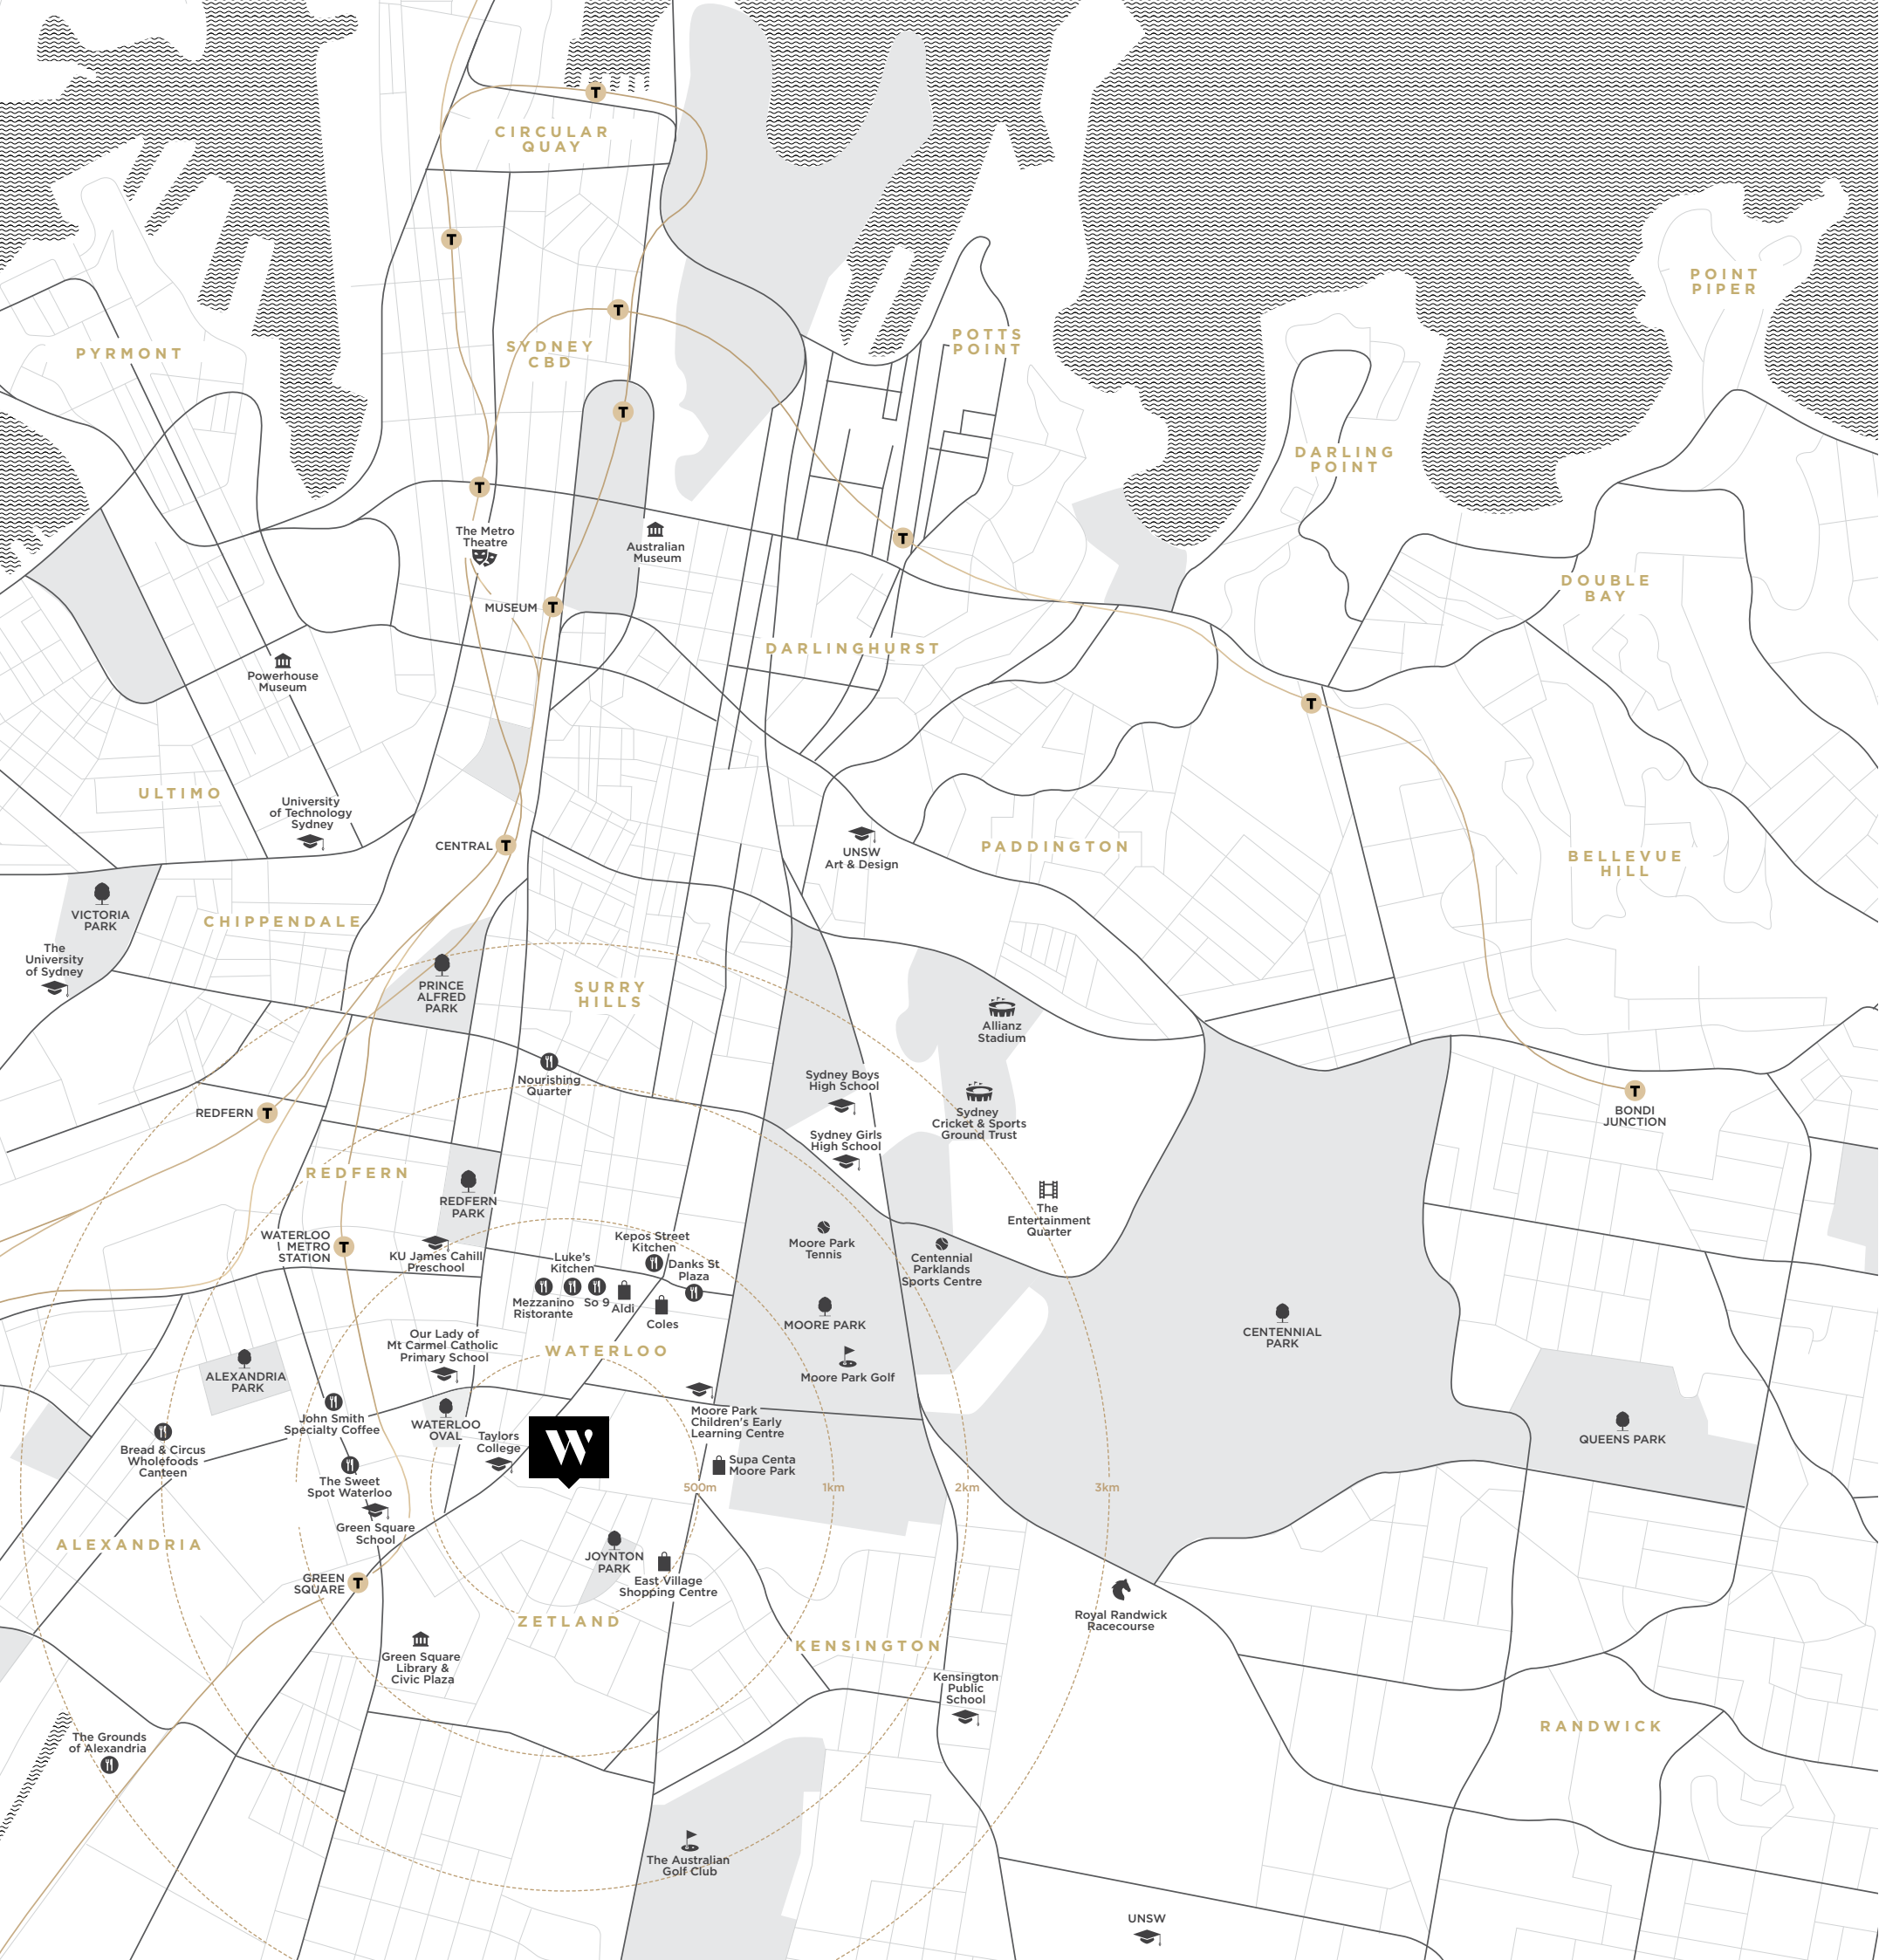 T
CIRCULAR
QUAY
T
POINT
PIPER
T
POTTS
POINT
PYRMONT
SYDNEY
CBD
T
DARLING
POINT
T
The Metro
Theatre
Australian
Museum
T
DOUBLE
BAY
MUSEUM
T
DARLINGHURST
Powerhouse
Museum
T
ULTIMO
University
of Technology
Sydney
CENTRAL
T
UNSW
Art & Design
PADDINGTON
BELLEVUE
HILL
VICTORIA
PARK
CHIPPENDALE
The
University
of Sydney
PRINCE
ALFRED
PARK
SURRY
HILLS
Allianz
Stadium
Nourishing
Quarter
Sydney Boys
High School
T
BONDI
JUNCTION
REDFERN
T
Sydney
Cricket & Sports
Ground Trust
Sydney Girls
High School
REDFERN
REDFERN
PARK
The
Entertainment
Quarter
WATERLOO
METRO
STATION
T
KU James Cahill
Preschool
Kepos Street
Kitchen
Luke's
Kitchen
Danks St
Plaza
Moore Park
Tennis
Centennial
Parklands
Sports Centre
Mezzanino
Ristorante
So 9
Aldi
Coles
MOORE PARK
CENTENNIAL
PARK
Our Lady of
Mt Carmel Catholic
Primary School
WATERLOO
ALEXANDRIA
PARK
Moore Park Golf
John Smith
Specialty Coffee
WATERLOO
OVAL
Moore Park
Children's Early
Learning Centre
QUEENS PARK
Bread & Circus
Wholefoods
Canteen
Taylors
College
W
Supa Centa
Moore Park
The Sweet
Spot Waterloo
500m
1km
2km
3km
Green Square
School
ALEXANDRIA
JOYNTON
PARK
East Village
Shopping Centre
GREEN
SQUARE
T
ZETLAND
Royal Randwick
Racecourse
KENSINGTON
Green Square
Library &
Civic Plaza
Kensington
Public
School
RANDWICK
The Grounds
of Alexandria
The Australian
Golf Club
UNSW